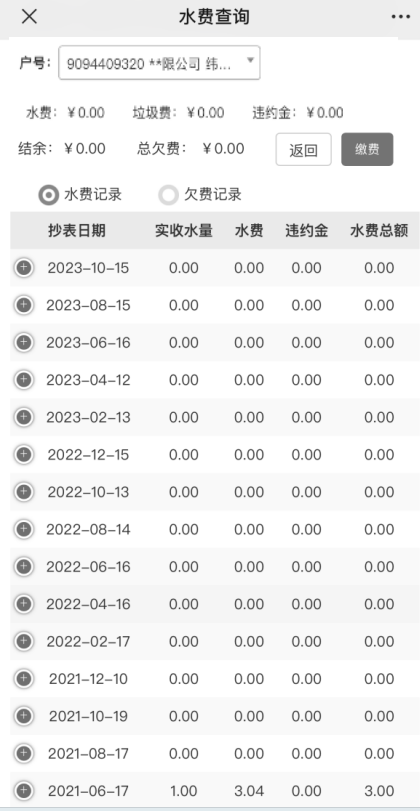 水费查询
户号: 9094409320 **限公司 纬...
水费: ¥0.00 垃圾费: ¥0.00 违约金: ¥0.00
结余: ¥0.00 总欠费: ¥0.00 返回 缴费
水费记录 欠费记录
抄表日期 实收水量 水费 违约金 水费总额
2023-10-15 0.00 0.00 0.00 0.00
2023-08-15 0.00 0.00 0.00 0.00
2023-06-16 0.00 0.00 0.00 0.00
2023-04-12 0.00 0.00 0.00 0.00
2023-02-13 0.00 0.00 0.00 0.00
2022-12-15 0.00 0.00 0.00 0.00
2022-10-13 0.00 0.00 0.00 0.00
2022-08-14 0.00 0.00 0.00 0.00
2022-06-16 0.00 0.00 0.00 0.00
2022-04-16 0.00 0.00 0.00 0.00
2022-02-17 0.00 0.00 0.00 0.00
2021-12-10 0.00 0.00 0.00 0.00
2021-10-19 0.00 0.00 0.00 0.00
2021-08-17 0.00 0.00 0.00 0.00
2021-06-17 1.00 3.04 0.00 3.00